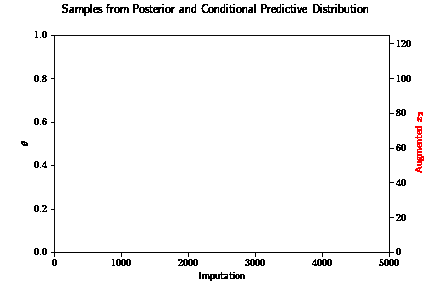 Samples from Posterior and Conditional Predictive Distribution
1.0
0.8
0.6
0.4
0.2
0.0
θ
120
100
80
60
40
20
0
Augmented x₂
0 1000 2000 3000 4000 5000
Imputation